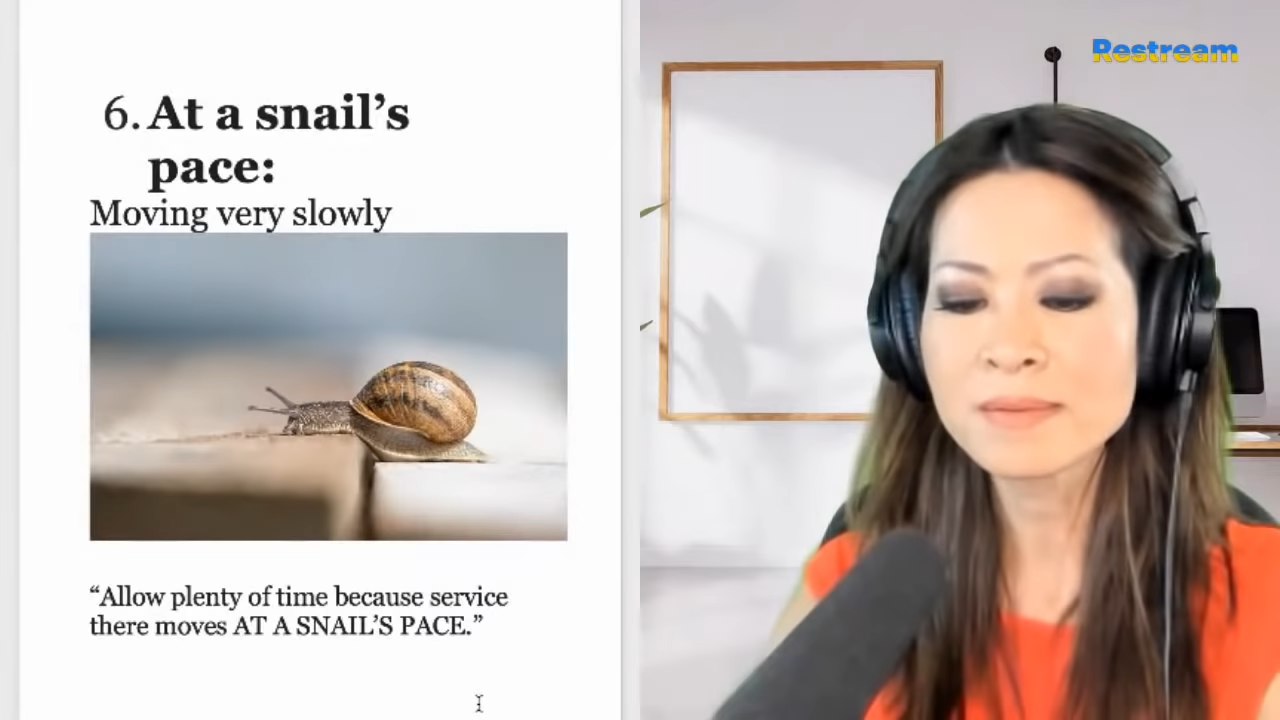 6. At a snail’s
pace:
Moving very slowly
“Allow plenty of time because service
there moves AT A SNAIL’S PACE.”
Restream